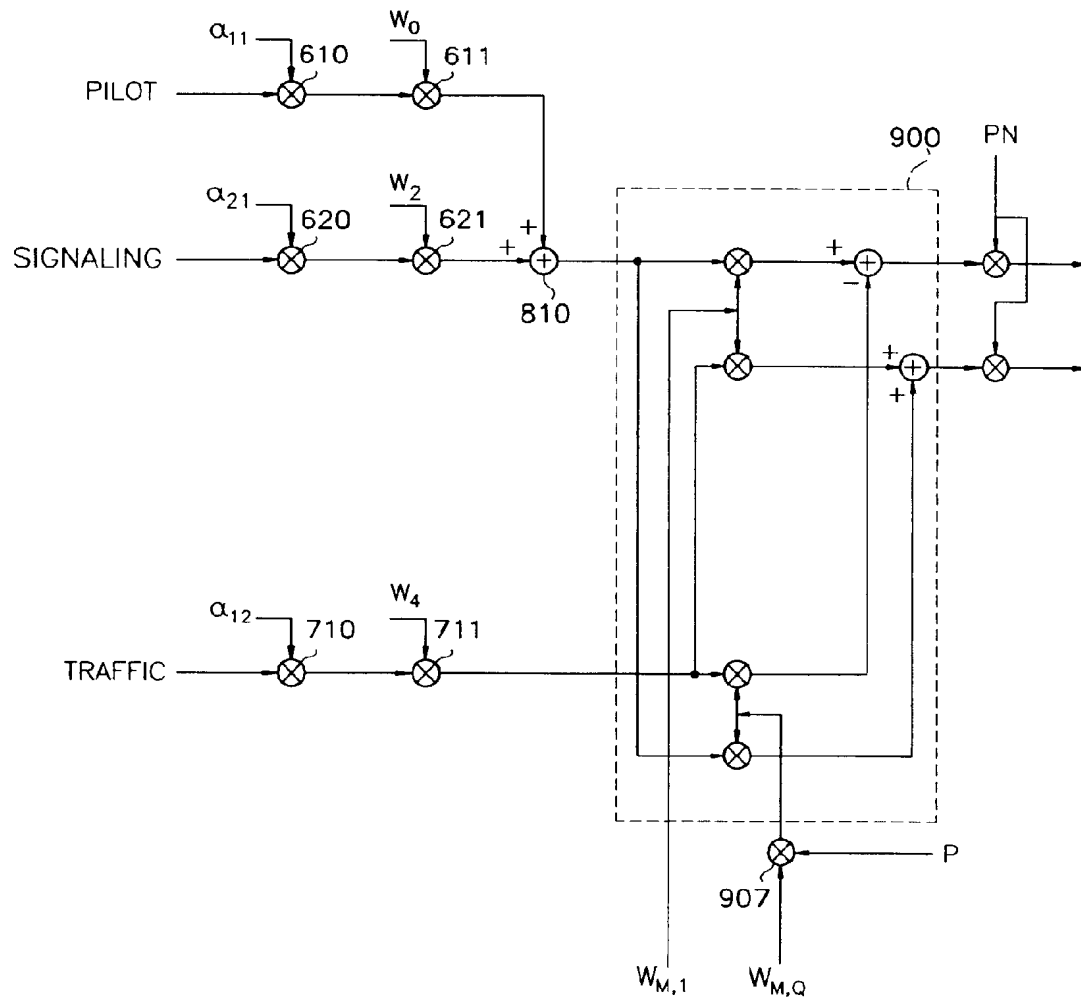 α11
W0
610
611
PILOT
900
PN
α21
W2
620
621
+
SIGNALING
+
+
810
−
+
+
α12
W4
710
711
TRAFFIC
P
907
WM,1
WM,Q